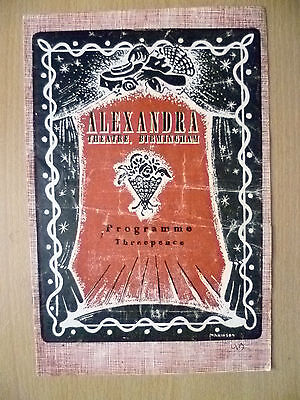 ALEXANDRA
THEATRE, BIRMINGHAM
Programme
Threepence